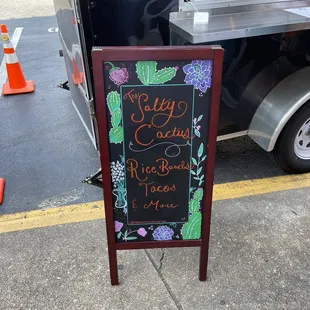 The
Salty
Cactus
Rice Bowls
Tacos
& More